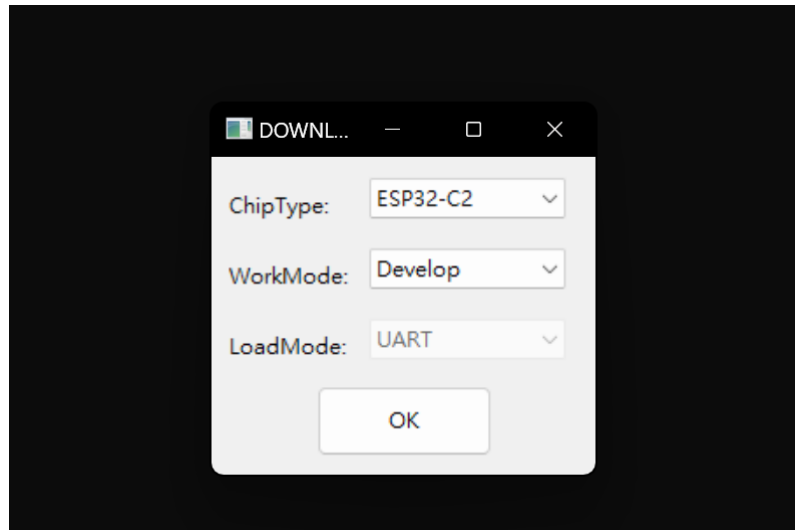 DOWNL...
ChipType: ESP32-C2
WorkMode: Develop
LoadMode: UART
OK